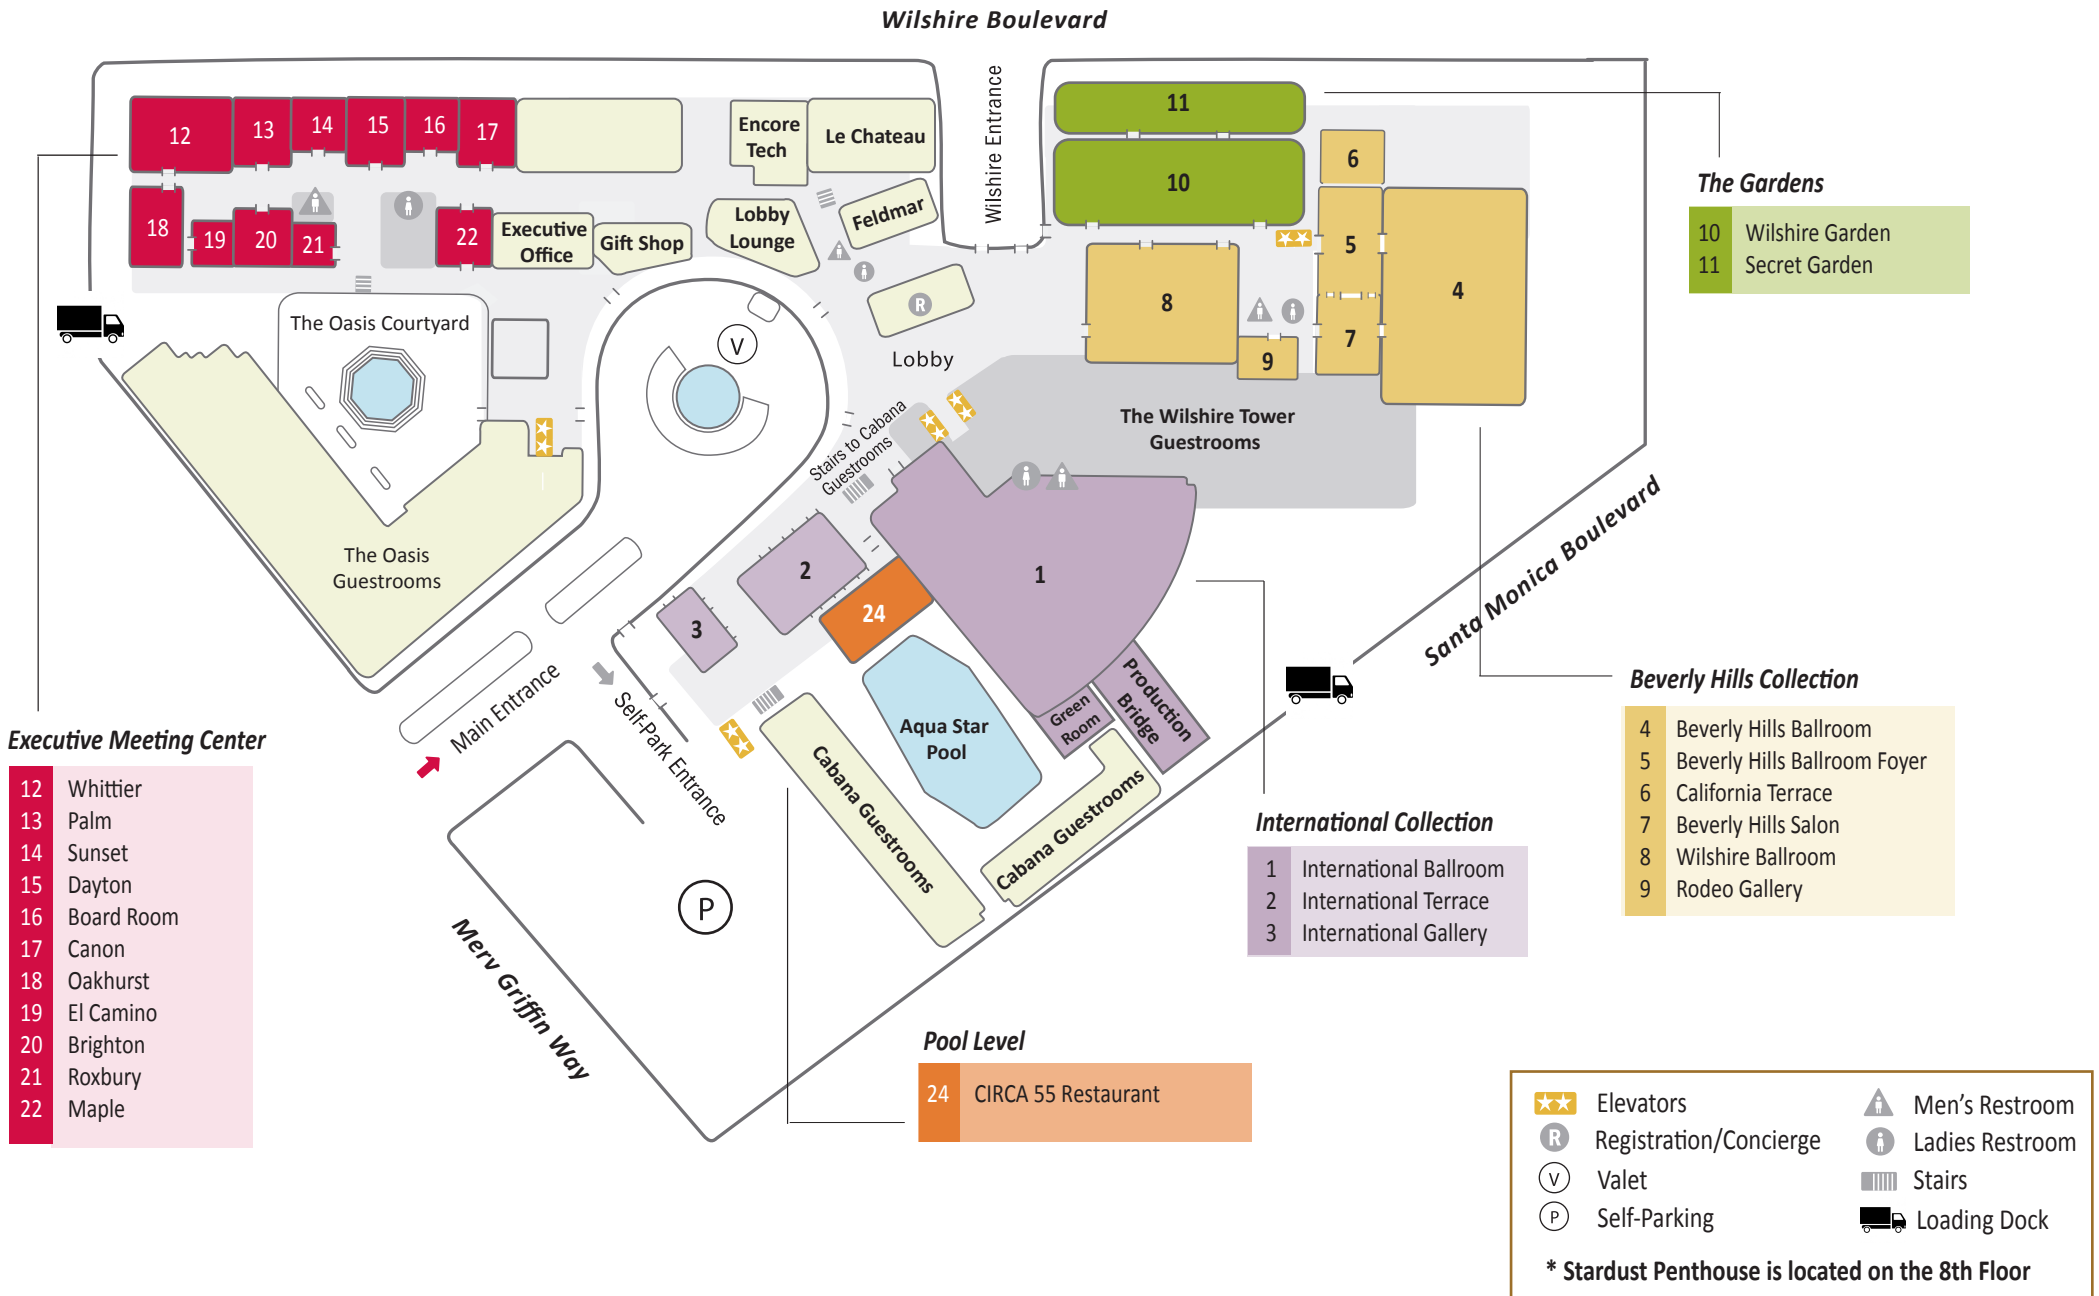 Wilshire Boulevard
Wilshire Entrance
12
13
14
15
16
17
18
19
20
21
22
Encore
Tech
Le Chateau
Executive
Office
Gift Shop
Lobby
Lounge
Feldmar
R
Lobby
11
10
6
5
4
8
7
9
The Oasis Courtyard
V
The Oasis
Guestrooms
Stairs to Cabana
Guestrooms
The Wilshire Tower
Guestrooms
1
2
3
24
Aqua Star
Pool
Green
Room
Production
Bridge
Cabana Guestrooms
Cabana Guestrooms
Main Entrance
Self-Park Entrance
P
Merv Griffin Way
Santa Monica Boulevard
The Gardens
10 Wilshire Garden
11 Secret Garden
Beverly Hills Collection
4 Beverly Hills Ballroom
5 Beverly Hills Ballroom Foyer
6 California Terrace
7 Beverly Hills Salon
8 Wilshire Ballroom
9 Rodeo Gallery
Executive Meeting Center
12 Whittier
13 Palm
14 Sunset
15 Dayton
16 Board Room
17 Canon
18 Oakhurst
19 El Camino
20 Brighton
21 Roxbury
22 Maple
International Collection
1 International Ballroom
2 International Terrace
3 International Gallery
Pool Level
24 CIRCA 55 Restaurant
Elevators
R Registration/Concierge
V Valet
P Self-Parking
Men's Restroom
Ladies Restroom
Stairs
Loading Dock
* Stardust Penthouse is located on the 8th Floor